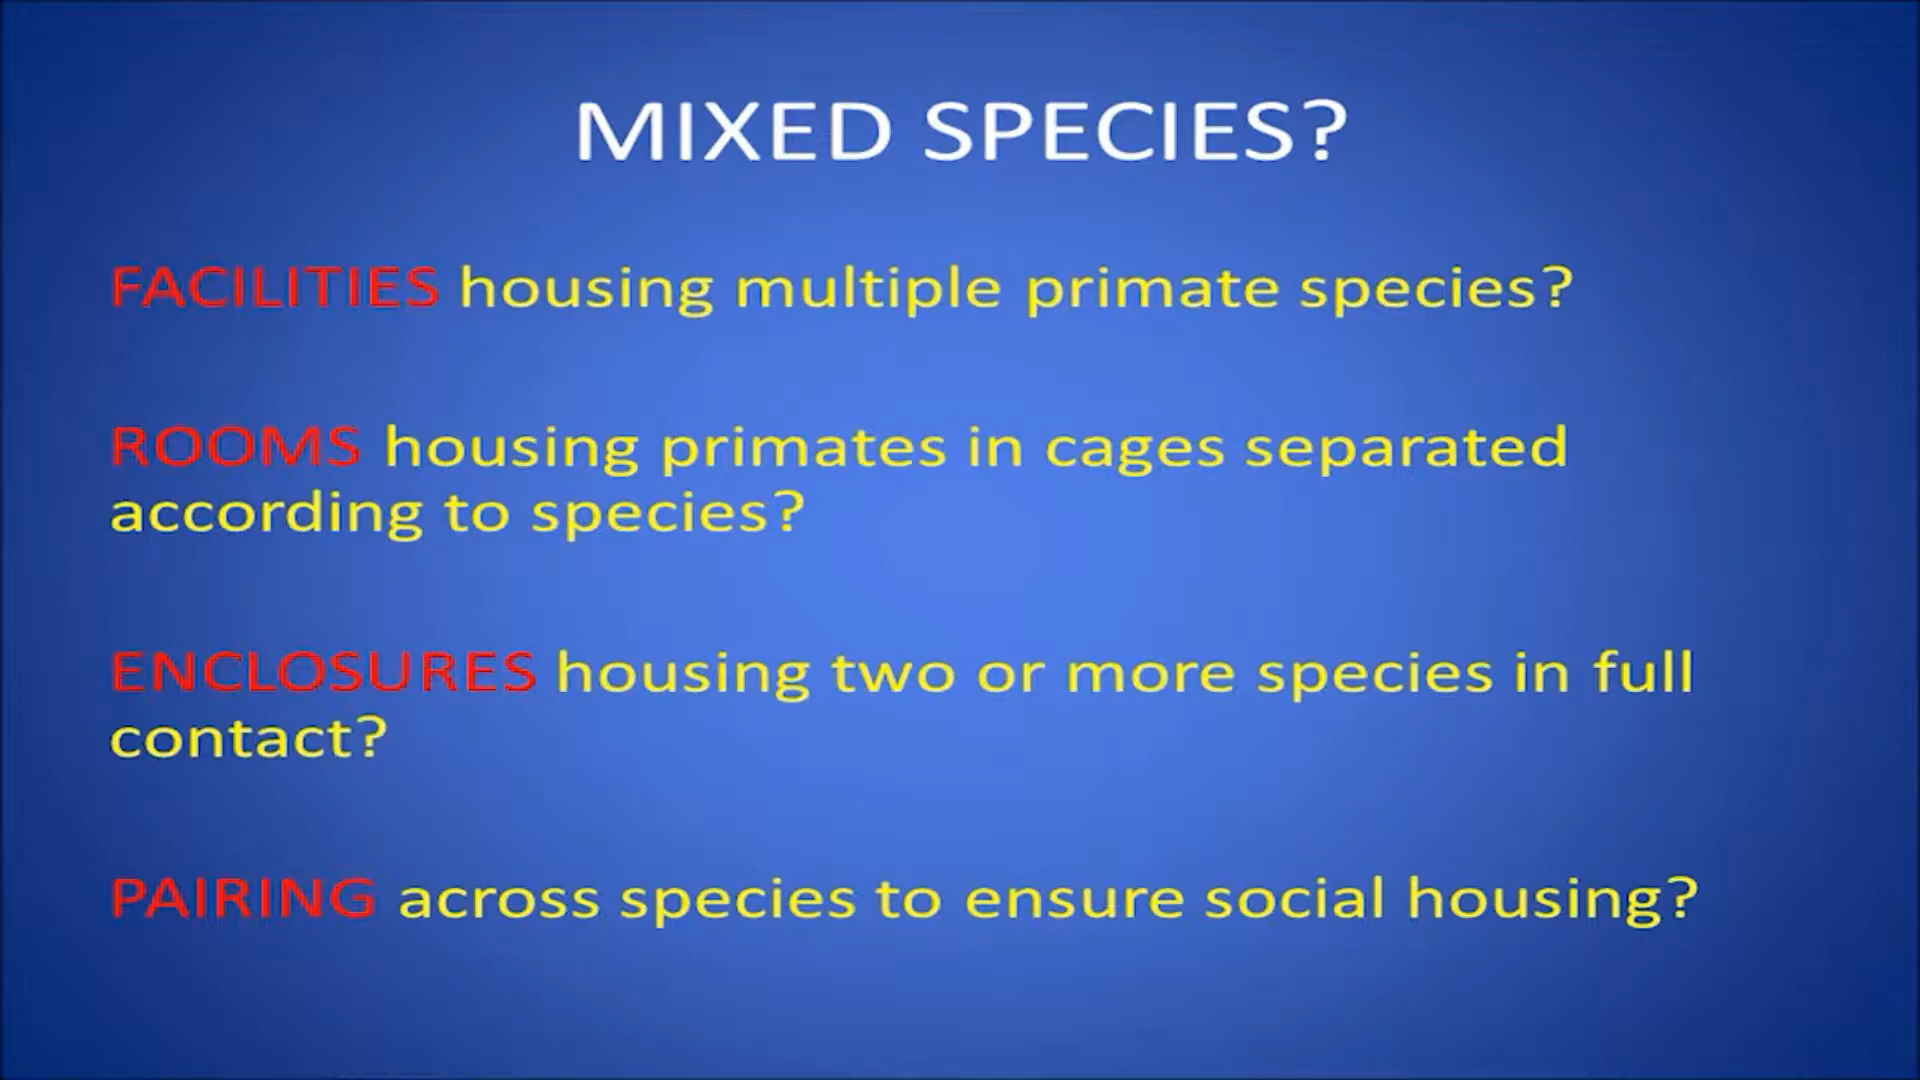 MIXED SPECIES?
FACILITIES housing multiple primate species?
ROOMS housing primates in cages separated
according to species?
ENCLOSURES housing two or more species in full
contact?
PAIRING across species to ensure social housing?